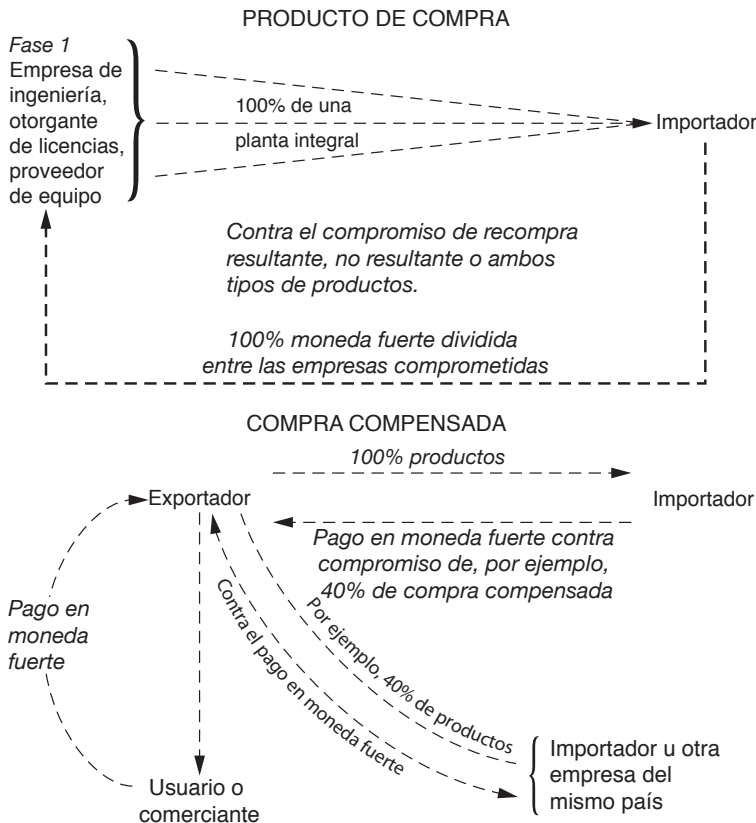 PRODUCTO DE COMPRA
Fase 1
Empresa de
ingeniería,
otorgante
de licencias,
proveedor
de equipo
100% de una
planta integral
Importador
Contra el compromiso de recompra
resultante, no resultante o ambos
tipos de productos.
100% moneda fuerte dividida
entre las empresas comprometidas
COMPRA COMPENSADA
100% productos
Exportador
Importador
Pago en moneda fuerte contra
compromiso de, por ejemplo,
40% de compra compensada
Pago en
moneda
fuerte
Contra el pago en moneda fuerte
Por ejemplo, 40% de productos
Usuario o
comerciante
Importador u otra
empresa del
mismo país